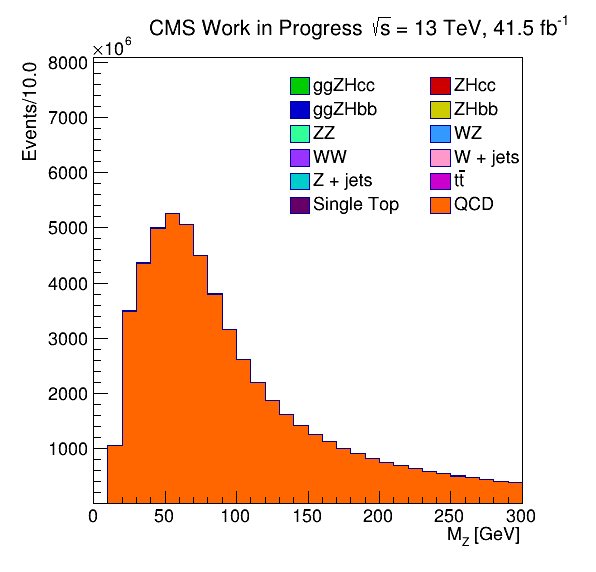 CMS Work in Progress √s = 13 TeV, 41.5 fb⁻¹
×10⁶
Events/10.0
8000
7000
6000
5000
4000
3000
2000
1000
ggZHcc ZHcc
ggZHbb ZHbb
ZZ WZ
WW W + jets
Z + jets tt̄
Single Top QCD
0 50 100 150 200 250 300
M_Z [GeV]